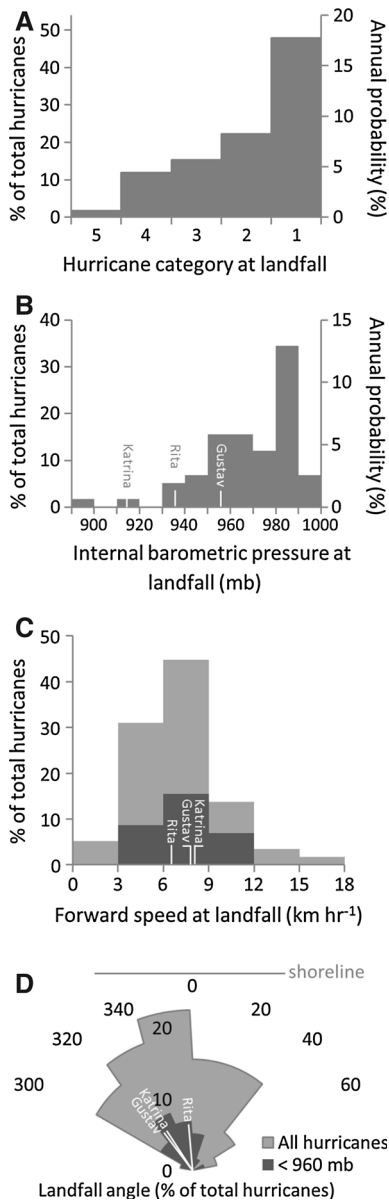 A
% of total hurricanes
50
40
30
20
10
0
20
15
10
5
0
Annual probability (%)
5 4 3 2 1
Hurricane category at landfall
B
% of total hurricanes
40
30
20
10
0
15
10
5
0
Annual probability (%)
Katrina
Rita
Gustav
900 920 940 960 980 1000
Internal barometric pressure at
landfall (mb)
C
% of total hurricanes
50
40
30
20
10
0
Rita
Gustav
Katrina
0 3 6 9 12 15 18
Forward speed at landfall (km hr-1)
D
shoreline
0
340 20
320 40
300 60
20
10
0
Katrina
Gustav
Rita
All hurricanes
< 960 mb
Landfall angle (% of total hurricanes)